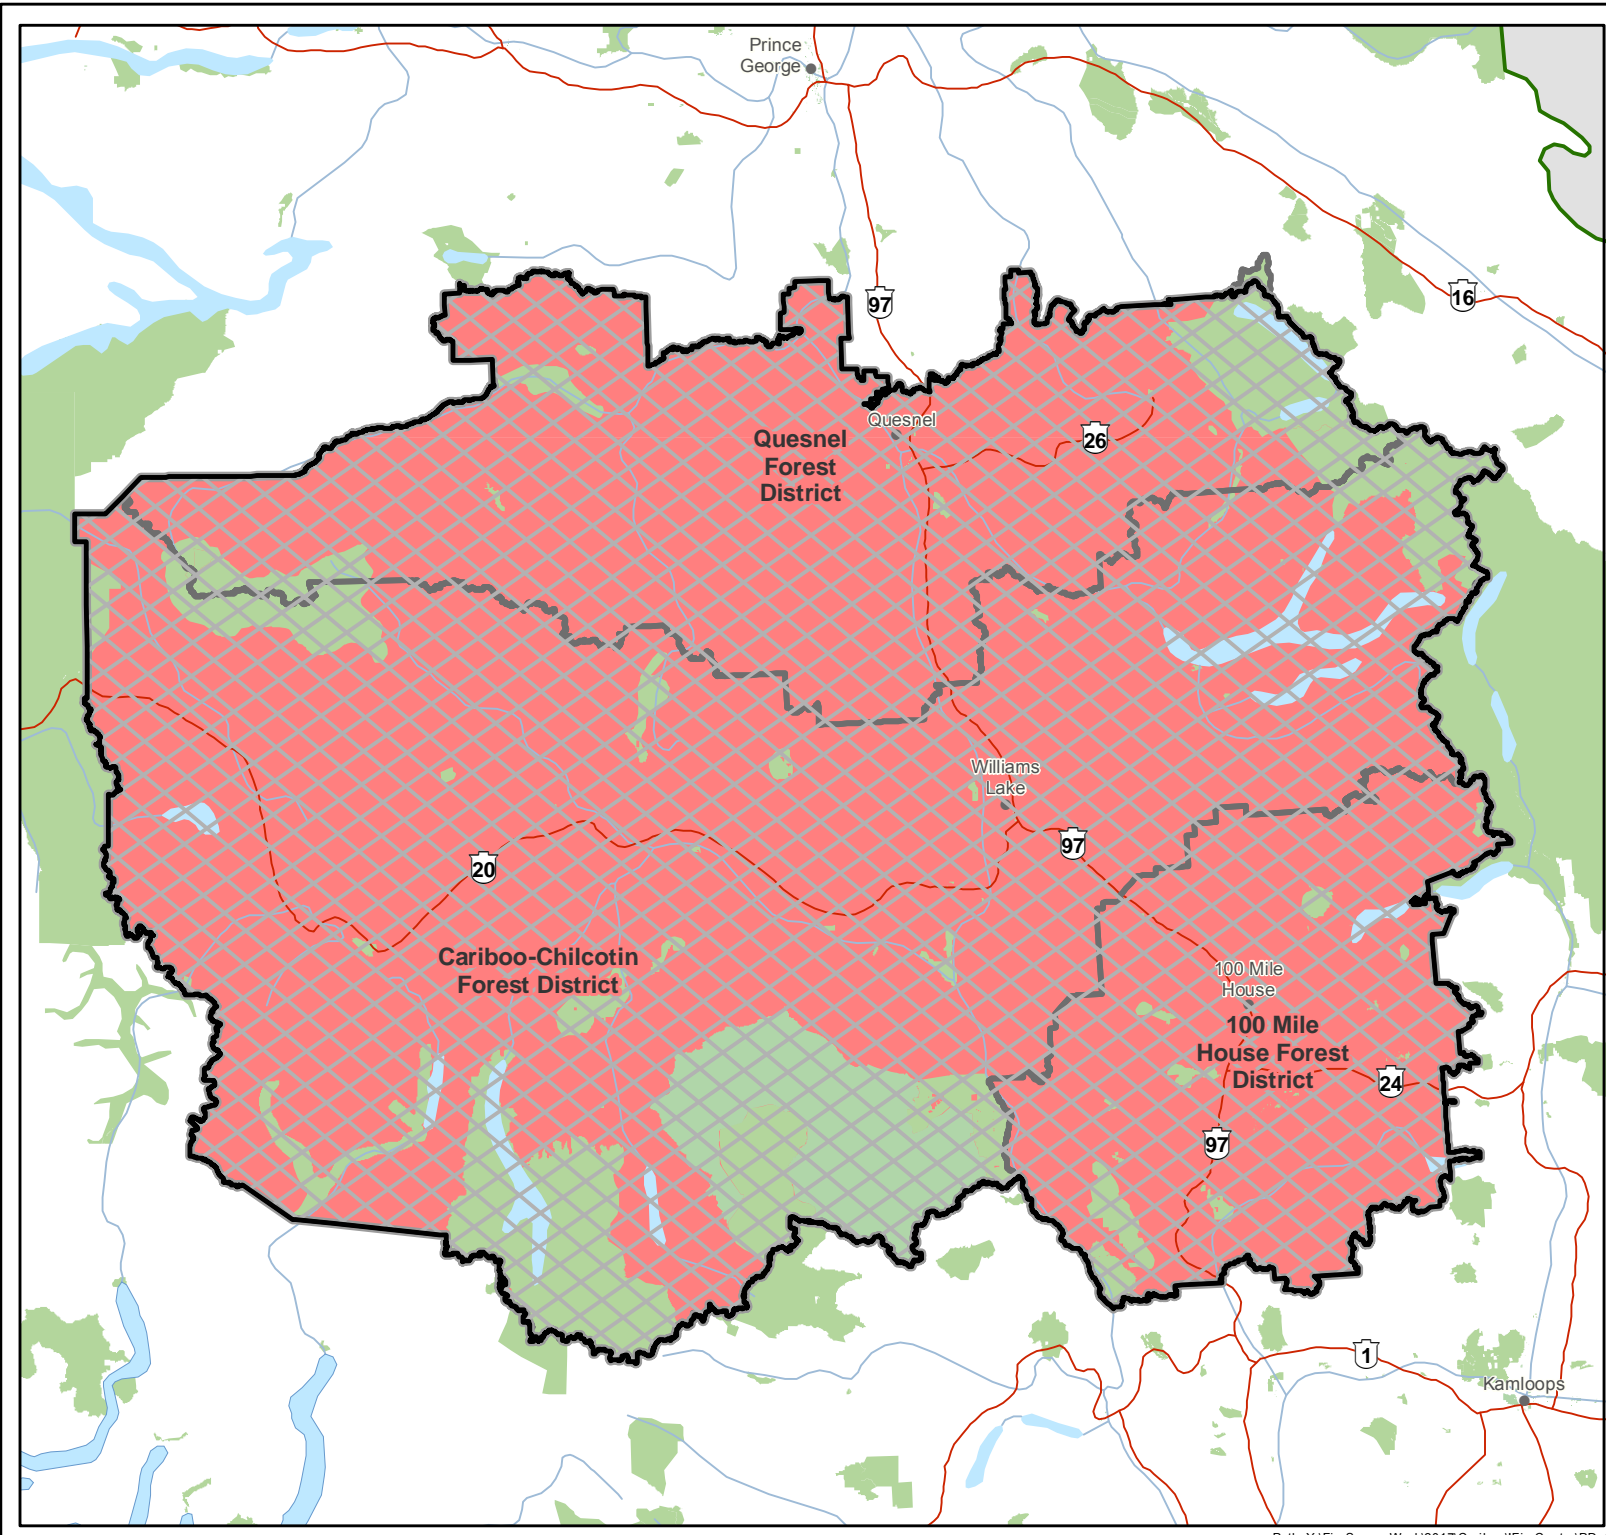 Prince
George
97
16
Quesnel
26
Quesnel
Forest
District
Williams
Lake
97
20
Cariboo-Chilcotin
Forest District
100 Mile
House
100 Mile
House Forest
District
24
97
1
Kamloops